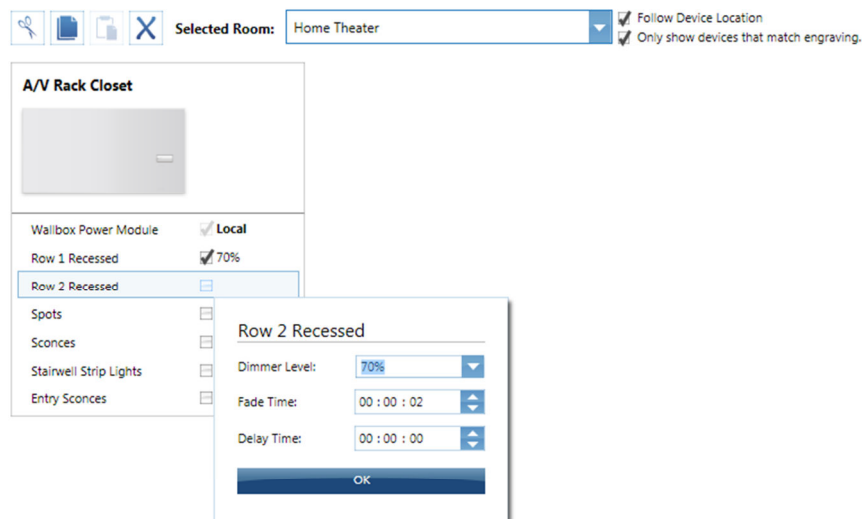 Selected Room: Home Theater
Follow Device Location
Only show devices that match engraving.
A/V Rack Closet
Wallbox Power Module Local
Row 1 Recessed 70%
Row 2 Recessed
Spots
Sconces
Stairwell Strip Lights
Entry Sconces
Row 2 Recessed
Dimmer Level: 70%
Fade Time: 00 : 00 : 02
Delay Time: 00 : 00 : 00
OK